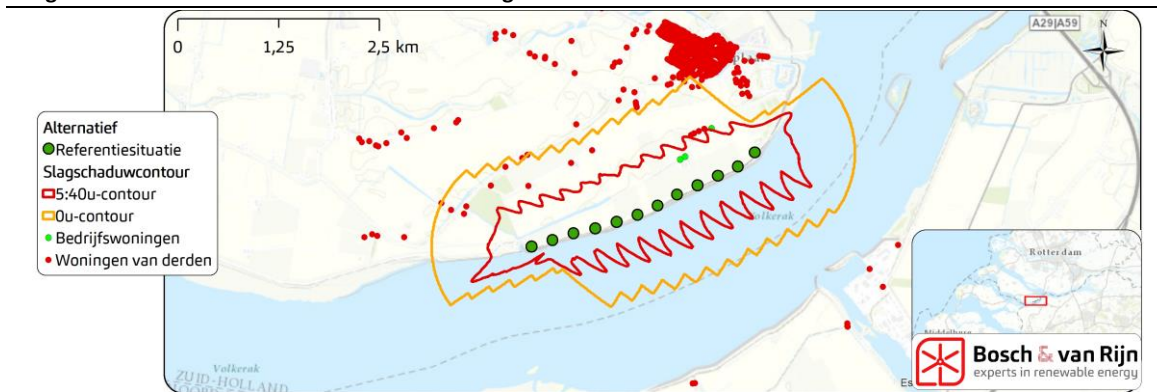 0
1,25
2,5 km
A29|A59
N
Alternatief
Referentiesituatie
Slagschaduwcontour
5:40u-contour
0u-contour
Bedrijfswoningen
Woningen van derden
Volkerak
Rotterdam
Middelburg
Volkerak
ZUID-HOLLAND
Es
Bosch & van Rijn
experts in renewable energy